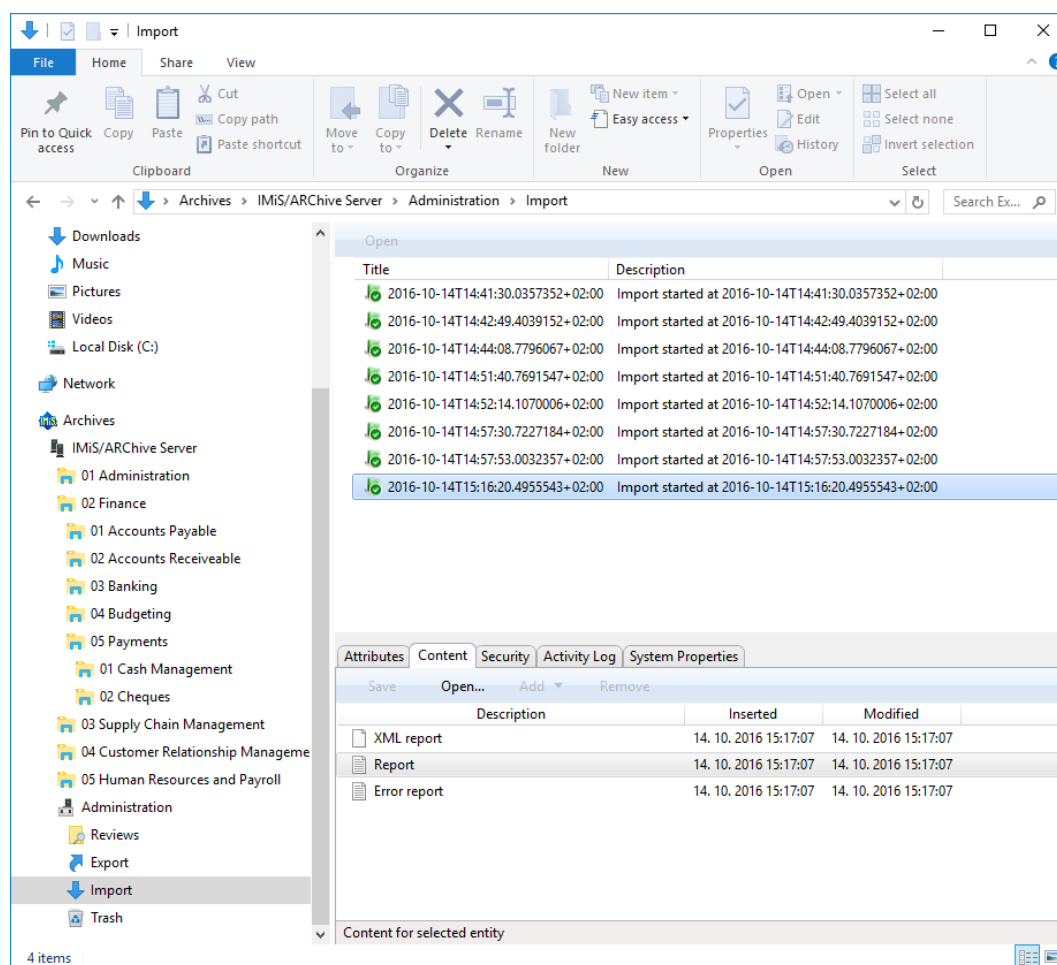 Import
File Home Share View
Pin to Quick access
Copy
Paste
Cut
Copy path
Paste shortcut
Clipboard
Move to
Copy to
Delete
Rename
Organize
New folder
New item
Easy access
New
Properties
Open
Edit
History
Open
Select all
Select none
Invert selection
Select
Archives IMiS/ARChive Server Administration Import
Search Ex...
Downloads
Music
Pictures
Videos
Local Disk (C:)
Network
Archives
IMiS/ARChive Server
01 Administration
02 Finance
01 Accounts Payable
02 Accounts Receiveable
03 Banking
04 Budgeting
05 Payments
01 Cash Management
02 Cheques
03 Supply Chain Management
04 Customer Relationship Manageme
05 Human Resources and Payroll
Administration
Reviews
Export
Import
Trash
Open
Title Description
2016-10-14T14:41:30.0357352+02:00 Import started at 2016-10-14T14:41:30.0357352+02:00
2016-10-14T14:42:49.4039152+02:00 Import started at 2016-10-14T14:42:49.4039152+02:00
2016-10-14T14:44:08.7796067+02:00 Import started at 2016-10-14T14:44:08.7796067+02:00
2016-10-14T14:51:40.7691547+02:00 Import started at 2016-10-14T14:51:40.7691547+02:00
2016-10-14T14:52:14.1070006+02:00 Import started at 2016-10-14T14:52:14.1070006+02:00
2016-10-14T14:57:30.7227184+02:00 Import started at 2016-10-14T14:57:30.7227184+02:00
2016-10-14T14:57:53.0032357+02:00 Import started at 2016-10-14T14:57:53.0032357+02:00
2016-10-14T15:16:20.4955543+02:00 Import started at 2016-10-14T15:16:20.4955543+02:00
Attributes Content Security Activity Log System Properties
Save Open... Add Remove
Description Inserted Modified
XML report 14. 10. 2016 15:17:07 14. 10. 2016 15:17:07
Report 14. 10. 2016 15:17:07 14. 10. 2016 15:17:07
Error report 14. 10. 2016 15:17:07 14. 10. 2016 15:17:07
Content for selected entity
4 items